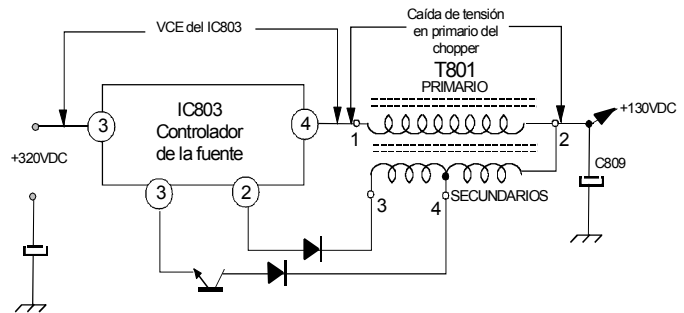 VCE del IC803
Caída de tensión
en primario del
chopper
T801
PRIMARIO
IC803
Controlador
de la fuente
3
4
1
2
+130VDC
+320VDC
C809
3
2
3
4
SECUNDARIOS